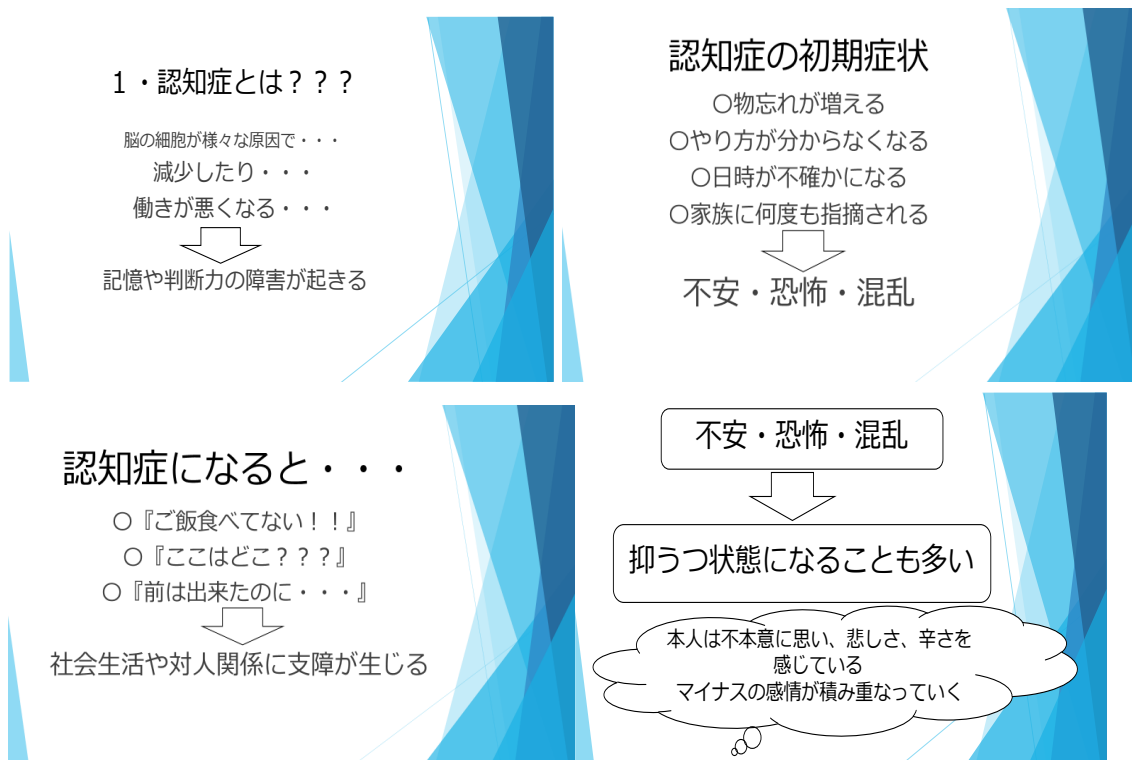 1・認知症とは？？？
脳の細胞が様々な原因で・・・
減少したり・・・
働きが悪くなる・・・
記憶や判断力の障害が起きる
認知症の初期症状
○物忘れが増える
○やり方が分からなくなる
○日時が不確かになる
○家族に何度も指摘される
不安・恐怖・混乱
認知症になると・・・
○『ご飯食べてない！！』
○『ここはどこ？？？』
○『前は出来たのに・・・』
社会生活や対人関係に支障が生じる
不安・恐怖・混乱
抑うつ状態になることも多い
本人は不本意に思い、悲しさ、辛さを
感じている
マイナスの感情が積み重なっていく